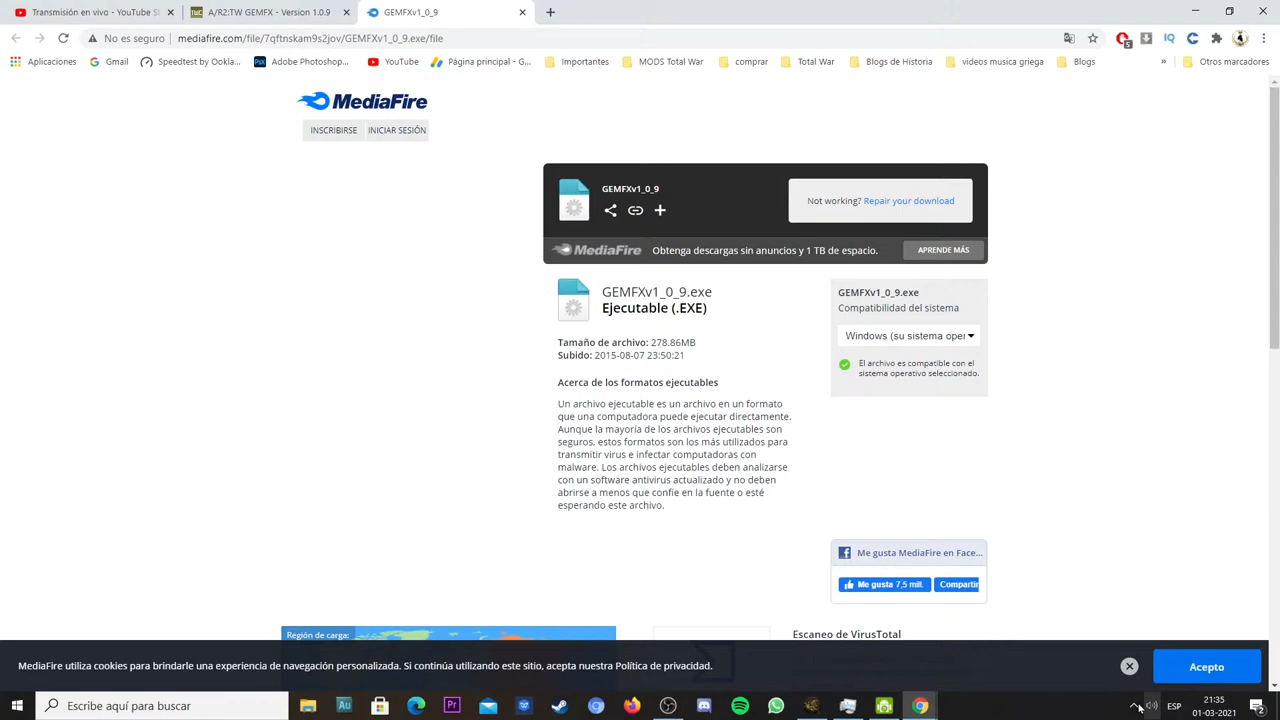 Transmisión en vivo - YouTube St
A/R2:TW GEMFX - Version 1.0.9
GEMFXv1_0_9
No es seguro
mediafire.com/file/7qftnskam9s2jov/GEMFXv1_0_9.exe/file
5
Aplicaciones
Gmail
Speedtest by Ookla...
Adobe Photoshop...
YouTube
Página principal - G...
Importantes
MODS Total War
comprar
Total War
Blogs de Historia
videos musica griega
Blogs
»
Otros marcadores
MediaFire
INSCRIBIRSE
INICIAR SESIÓN
GEMFXv1_0_9
Not working? Repair your download
MediaFire
Obtenga descargas sin anuncios y 1 TB de espacio.
APRENDE MÁS
GEMFXv1_0_9.exe
Ejecutable (.EXE)
Tamaño de archivo: 278.86MB
Subido: 2015-08-07 23:50:21
Acerca de los formatos ejecutables
Un archivo ejecutable es un archivo en un formato
que una computadora puede ejecutar directamente.
Aunque la mayoría de los archivos ejecutables son
seguros, estos formatos son los más utilizados para
transmitir virus e infectar computadoras con
malware. Los archivos ejecutables deben analizarse
con un software antivirus actualizado y no deben
abrirse a menos que confíe en la fuente o esté
esperando este archivo.
GEMFXv1_0_9.exe
Compatibilidad del sistema
Windows (su sistema oper
El archivo es compatible con el
sistema operativo seleccionado.
Me gusta MediaFire en Face...
Me gusta 7,5 mil.
Compartir
Región de carga:
Escaneo de VirusTotal
MediaFire utiliza cookies para brindarle una experiencia de navegación personalizada. Si continúa utilizando este sitio, acepta nuestra Política de privacidad.
Acepto
Escribe aquí para buscar
ESP
21:35
01-03-2021
2